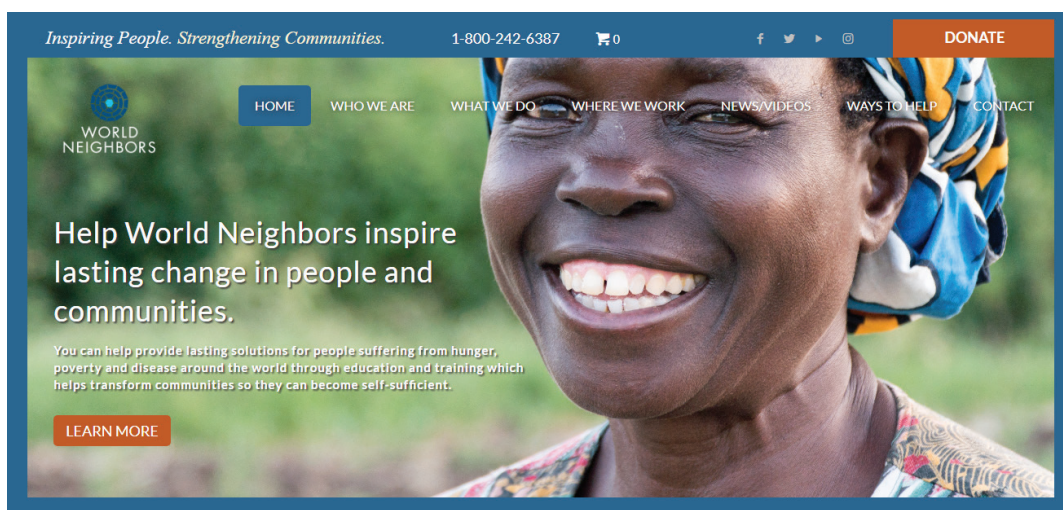 Inspiring People. Strengthening Communities. 1-800-242-6387 0 DONATE
WORLD
NEIGHBORS
HOME WHO WE ARE WHAT WE DO WHERE WE WORK NEWS/VIDEOS WAYS TO HELP CONTACT
Help World Neighbors inspire
lasting change in people and
communities.
You can help provide lasting solutions for people suffering from hunger,
poverty and disease around the world through education and training which
helps transform communities so they can become self-sufficient.
LEARN MORE